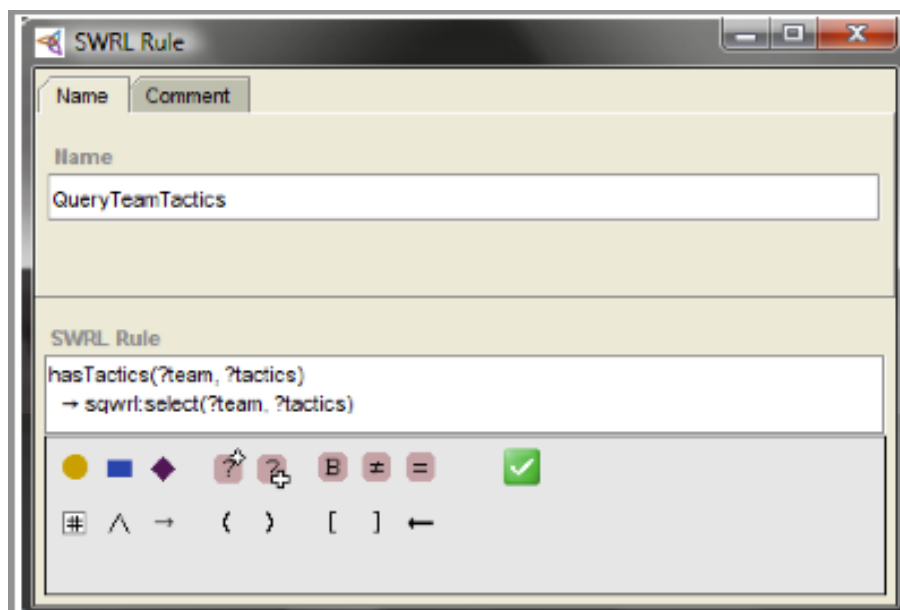 SWRL Rule
Name Comment
Name
QueryTeamTactics
SWRL Rule
hasTactics(?team, ?tactics)
→ sqwrl:select(?team, ?tactics)
? ? B ≠ =
# ∧ → ( ) [ ] ←